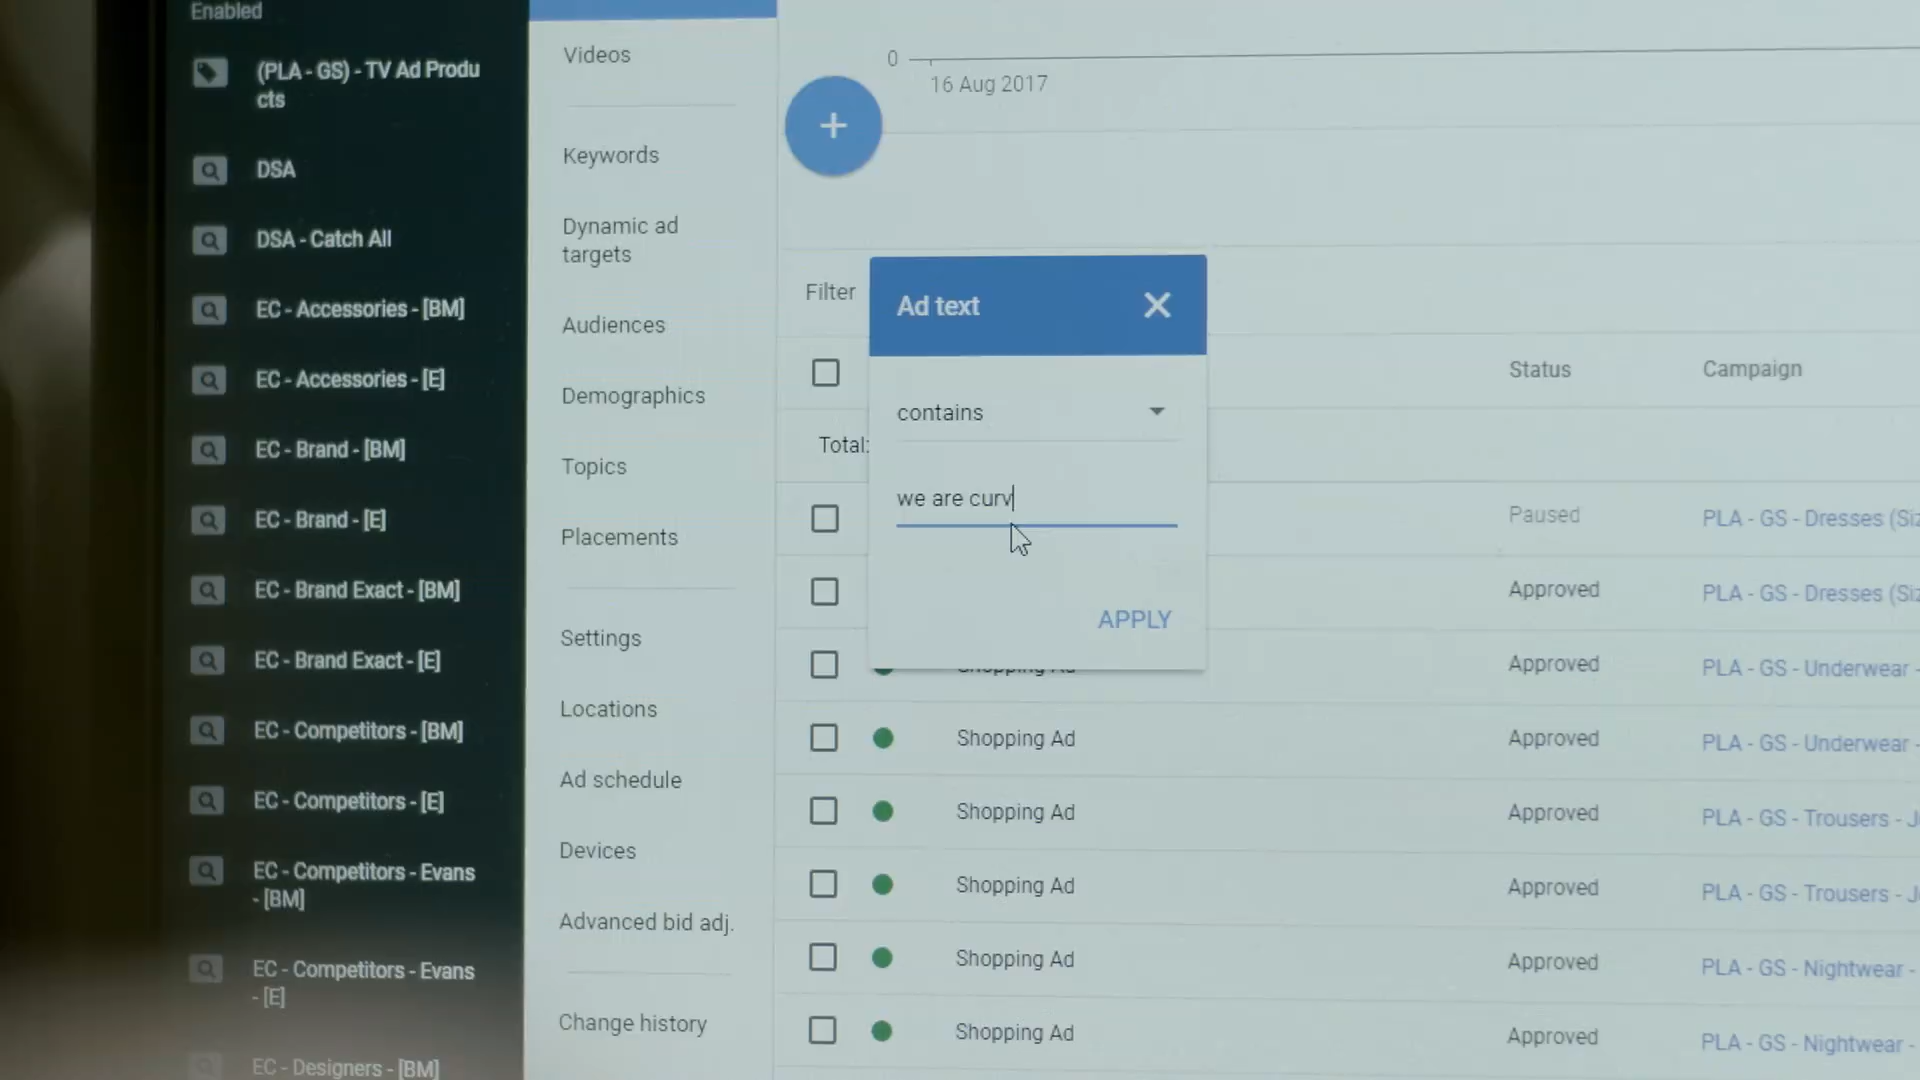 Enabled
(PLA - GS) - TV Ad Produ
cts
DSA
DSA - Catch All
EC - Accessories - [BM]
EC - Accessories - [E]
EC - Brand - [BM]
EC - Brand - [E]
EC - Brand Exact - [BM]
EC - Brand Exact - [E]
EC - Competitors - [BM]
EC - Competitors - [E]
EC - Competitors - Evans
- [BM]
EC - Competitors - Evans
- [E]
EC - Designers - [BM]
Videos
Keywords
Dynamic ad
targets
Audiences
Demographics
Topics
Placements
Settings
Locations
Ad schedule
Devices
Advanced bid adj.
Change history
0
16 Aug 2017
+
Filter
Ad text
contains
we are curv
APPLY
Status Campaign
Total:
Paused PLA - GS - Dresses (Siz
Approved PLA - GS - Dresses (Siz
Shopping Ad Approved PLA - GS - Underwear -
Shopping Ad Approved PLA - GS - Underwear -
Shopping Ad Approved PLA - GS - Trousers - J
Shopping Ad Approved PLA - GS - Trousers - J
Shopping Ad Approved PLA - GS - Nightwear -
Shopping Ad Approved PLA - GS - Nightwear -